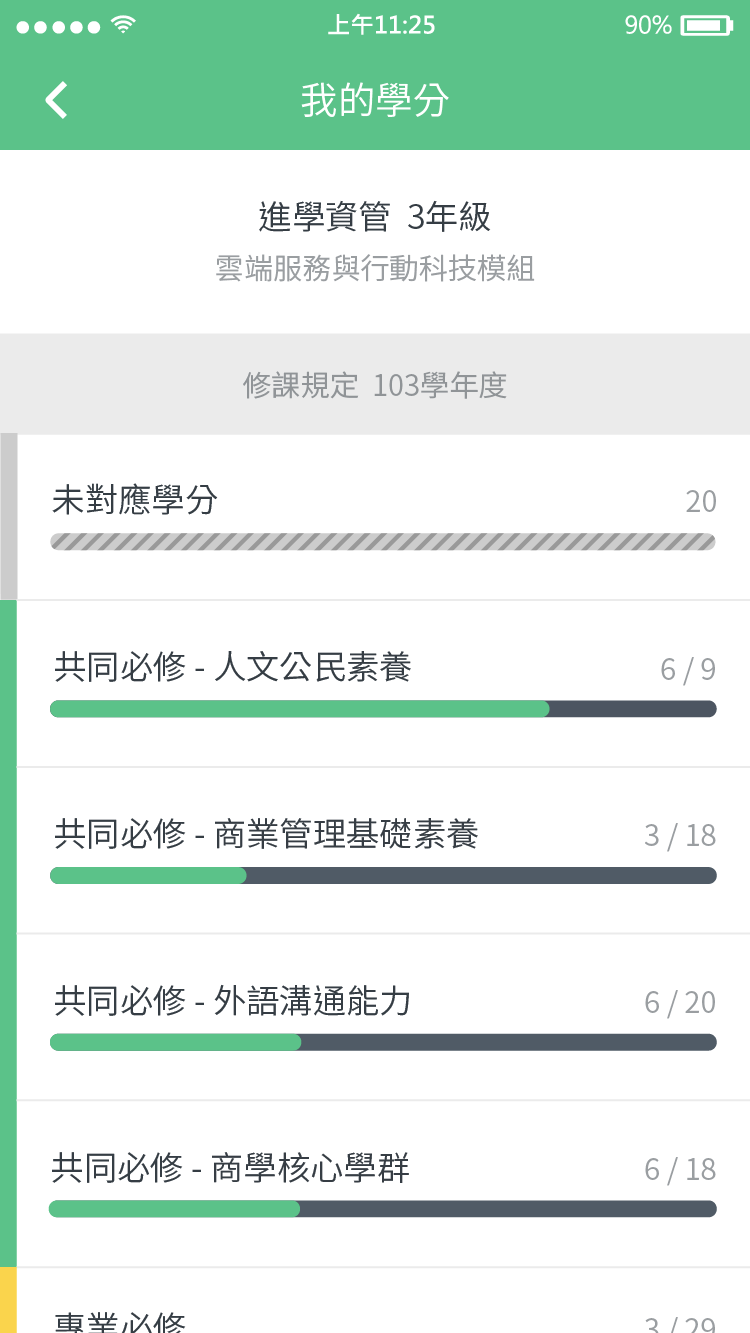 上午11:25
90%
我的學分
進學資管 3年級
雲端服務與行動科技模組
修課規定 103學年度
未對應學分 20
共同必修 - 人文公民素養 6 / 9
共同必修 - 商業管理基礎素養 3 / 18
共同必修 - 外語溝通能力 6 / 20
共同必修 - 商學核心學群 6 / 18
專業必修 3 / 29